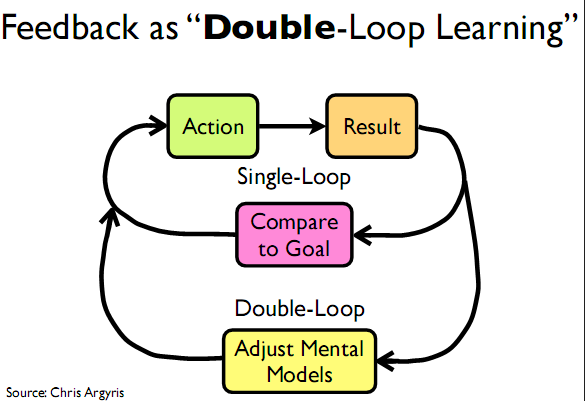 Feedback as “Double-Loop Learning”
Action
Result
Single-Loop
Compare
to Goal
Double-Loop
Adjust Mental
Models
Source: Chris Argyris